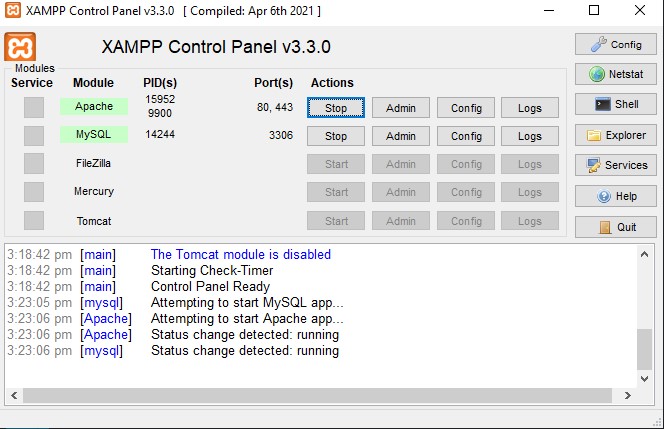 XAMPP Control Panel v3.3.0 [ Compiled: Apr 6th 2021 ]
XAMPP Control Panel v3.3.0
Config
Modules
Service Module PID(s) Port(s) Actions
Netstat
Apache 15952 9900 80, 443 Stop Admin Config Logs
Shell
MySQL 14244 3306 Stop Admin Config Logs
Explorer
FileZilla Start Admin Config Logs
Services
Mercury Start Admin Config Logs
Help
Tomcat Start Admin Config Logs
Quit
3:18:42 pm [main] The Tomcat module is disabled
3:18:42 pm [main] Starting Check-Timer
3:18:42 pm [main] Control Panel Ready
3:23:05 pm [mysql] Attempting to start MySQL app...
3:23:06 pm [Apache] Attempting to start Apache app...
3:23:06 pm [Apache] Status change detected: running
3:23:06 pm [mysql] Status change detected: running